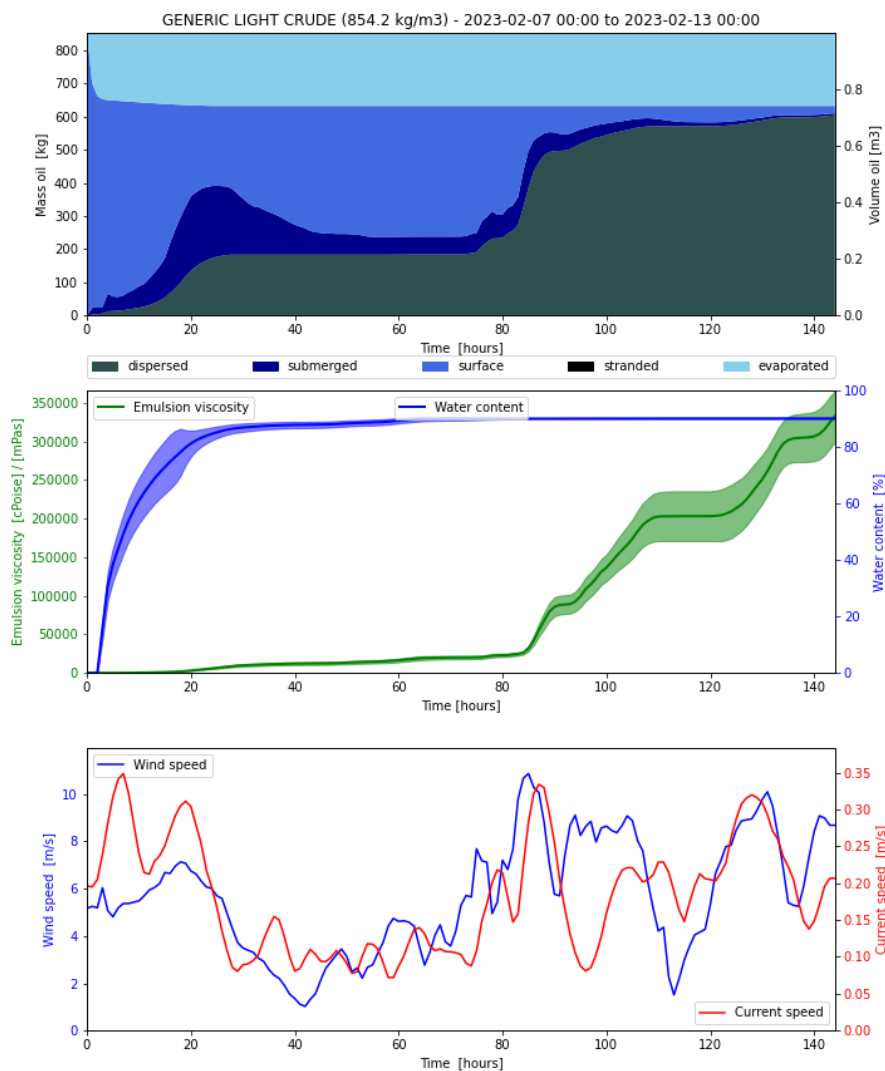 GENERIC LIGHT CRUDE (854.2 kg/m3) - 2023-02-07 00:00 to 2023-02-13 00:00
Mass oil [kg]
800
700
600
500
400
300
200
100
0
0.8
0.6
0.4
0.2
0.0
Volume oil [m3]
0 20 40 60 80 100 120 140
Time [hours]
dispersed submerged surface stranded evaporated
Emulsion viscosity [cPoise] / [mPas]
350000
300000
250000
200000
150000
100000
50000
0
Emulsion viscosity
Water content
100
80
60
40
20
0
Water content [%]
0 20 40 60 80 100 120 140
Time [hours]
Wind speed [m/s]
10
8
6
4
2
0
Wind speed
0.35
0.30
0.25
0.20
0.15
0.10
0.05
0.00
Current speed [m/s]
Current speed
0 20 40 60 80 100 120 140
Time [hours]